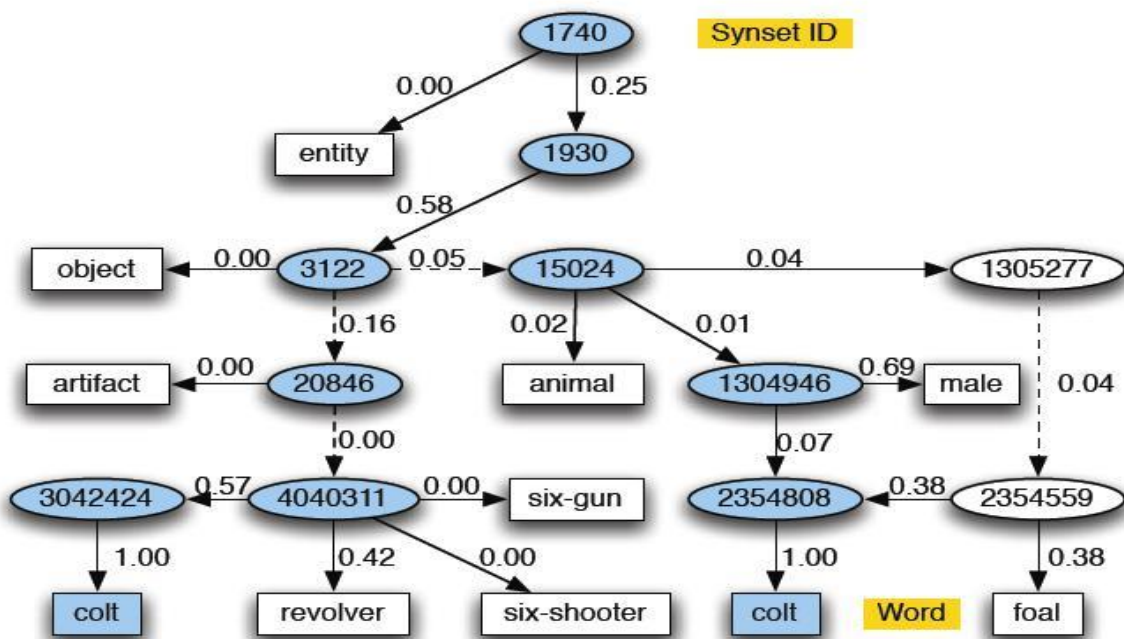 1740
Synset ID
0.00
0.25
entity
1930
0.58
object
0.00
3122
0.05
15024
0.04
1305277
0.16
0.02
0.01
artifact
0.00
20846
animal
1304946
0.69
male
0.04
0.00
0.07
3042424
0.57
4040311
0.00
six-gun
2354808
0.38
2354559
1.00
0.42
0.00
1.00
0.38
colt
revolver
six-shooter
colt
Word
foal